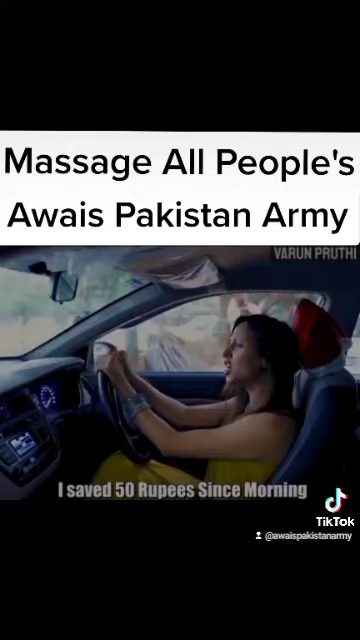 Massage All People's
Awais Pakistan Army
VARUN PRUTHI
I saved 50 Rupees Since Morning
TikTok
@awaispakistanarmy